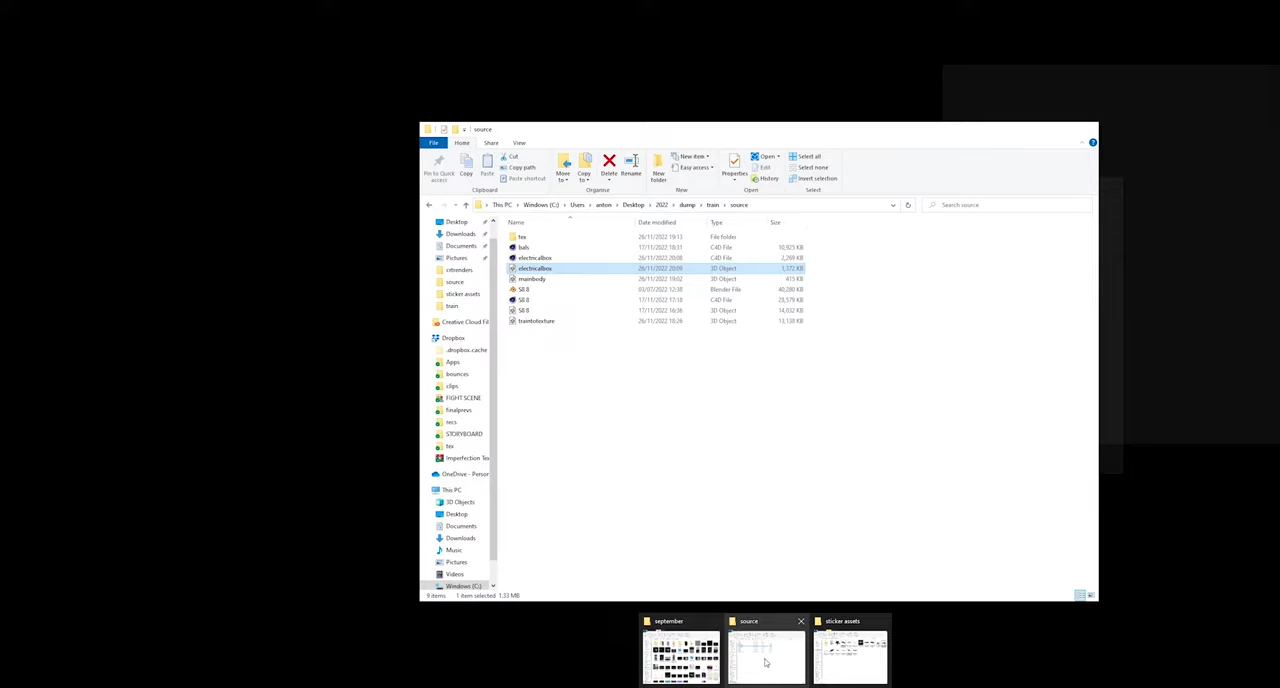 source
File Home Share View
Pin to Quick access
Copy
Paste
Cut
Copy path
Paste shortcut
Clipboard
Move to
Copy to
Delete
Rename
Organise
New folder
New item
Easy access
New
Properties
Open
Edit
History
Open
Select all
Select none
Invert selection
Select
This PC Windows (C:) Users anton Desktop 2022 dump train source
Search source
Name Date modified Type Size
tex 26/11/2022 19:13 File folder
bals 17/11/2022 18:31 C4D File 10,925 KB
electricalbox 26/11/2022 20:08 C4D File 2,269 KB
electricalbox 26/11/2022 20:09 3D Object 1,372 KB
mainbody 26/11/2022 19:02 3D Object 415 KB
S8 8 03/07/2022 12:38 Blender File 40,280 KB
S8 8 17/11/2022 17:18 C4D File 28,579 KB
S8 8 17/11/2022 16:36 3D Object 14,032 KB
traintotexture 26/11/2022 18:26 3D Object 13,138 KB
Desktop
Downloads
Documents
Pictures
crtrenders
source
sticker assets
train
Creative Cloud Fil
Dropbox
.dropbox.cache
Apps
bounces
clips
FIGHT SCENE
finalprevs
recs
STORYBOARD
tex
Imperfection Tex
OneDrive - Person
This PC
3D Objects
Desktop
Documents
Downloads
Music
Pictures
Videos
Windows (C:)
9 items 1 item selected 1.33 MB
september
source
sticker assets